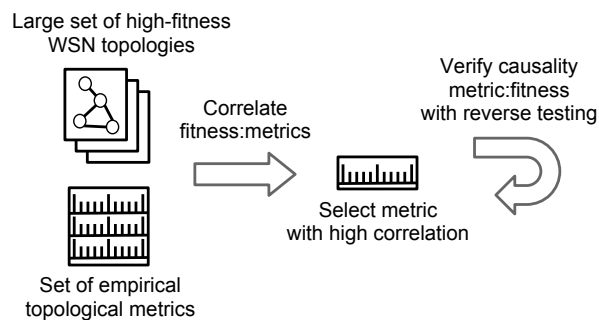 Large set of high-fitness
WSN topologies
Correlate
fitness:metrics
Set of empirical
topological metrics
Select metric
with high correlation
Verify causality
metric:fitness
with reverse testing